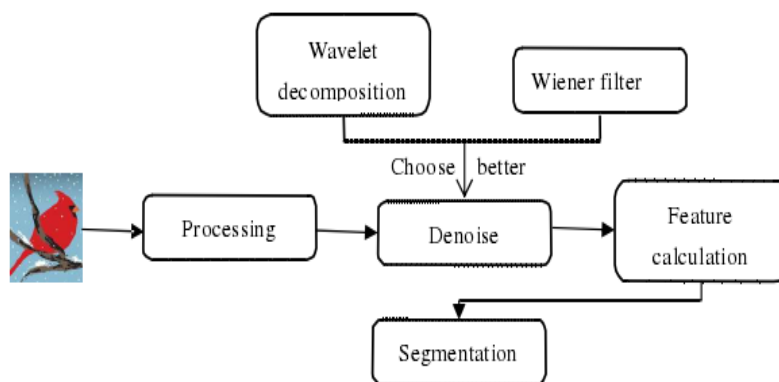 Wavelet
decomposition
Wiener filter
Choose better
Processing
Denoise
Feature
calculation
Segmentation